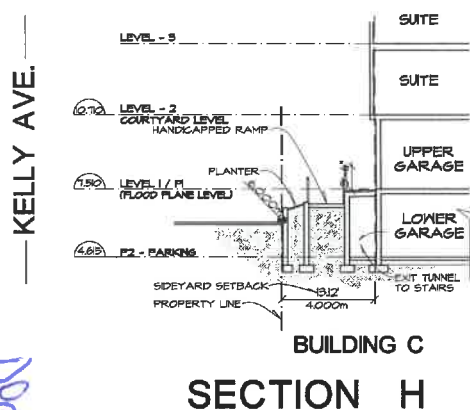 KELLY AVE.
LEVEL - 3
SUITE
SUITE
10.710
LEVEL - 2
COURTYARD LEVEL
HANDICAPPED RAMP
UPPER
GARAGE
PLANTER
7.510
LEVEL 1 / P1
(FLOOD PLANE LEVEL)
LOWER
GARAGE
4.615
P2 - PARKING
EXIT TUNNEL
TO STAIRS
SIDEYARD SETBACK
13.12'
PROPERTY LINE
4.000m
BUILDING C
SECTION H